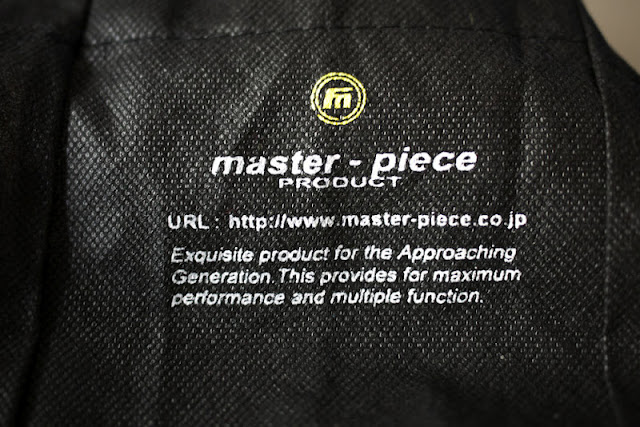 master - piece
PRODUCT
URL : http://www.master-piece.co.jp
Exquisite product for the Approaching
Generation. This provides for maximum
performance and multiple function.